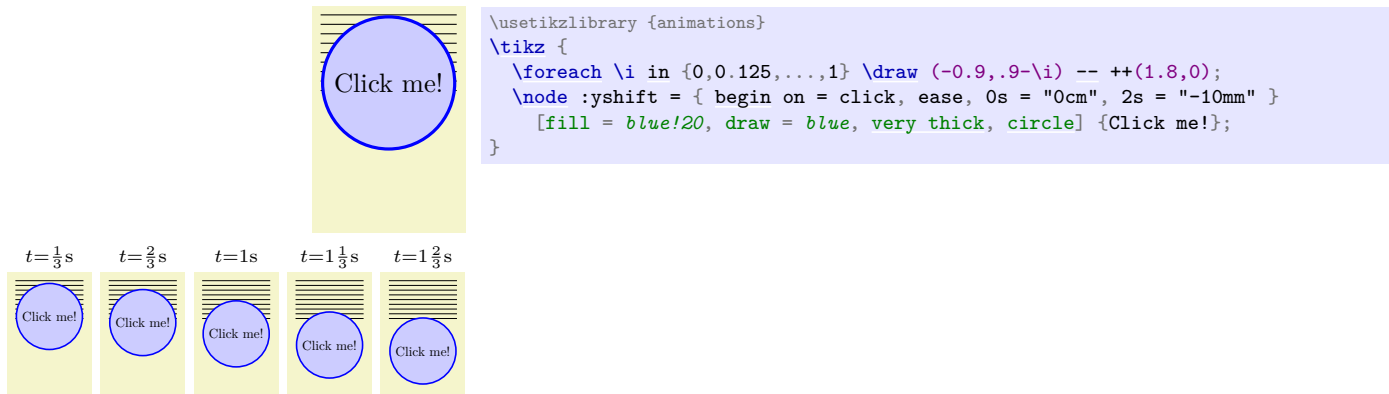 Click me!
\usetikzlibrary {animations}
\tikz {
  \foreach \i in {0,0.125,...,1} \draw (-0.9,.9-\i) -- ++(1.8,0);
  \node :yshift = { begin on = click, ease, 0s = "0cm", 2s = "-10mm" }
    [fill = blue!20, draw = blue, very thick, circle] {Click me!};
}
t=1/3s t=2/3s t=1s t=1 1/3s t=1 2/3s
Click me! Click me! Click me! Click me! Click me!